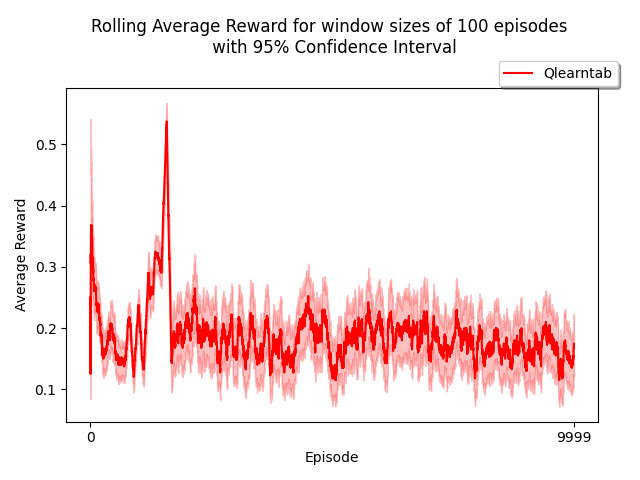 Rolling Average Reward for window sizes of 100 episodes
with 95% Confidence Interval
Qlearntab
Average Reward
0.5
0.4
0.3
0.2
0.1
0
9999
Episode